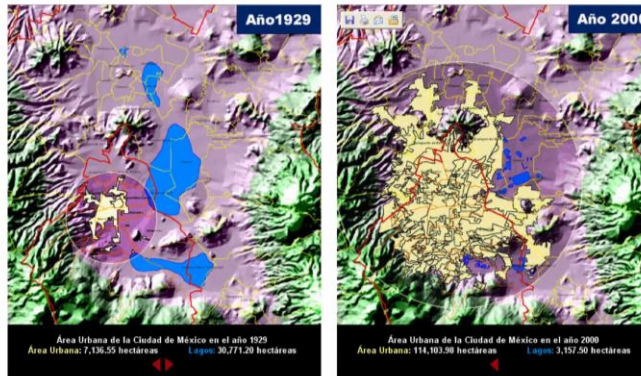 Año1929
Área Urbana de la Ciudad de México en el año 1929
Área Urbana: 7,136.55 hectáreas Lagos: 30,771.20 hectáreas
Año 2000
Área Urbana de la Ciudad de México en el año 2000
Área Urbana: 114,103.98 hectáreas Lagos: 3,157.50 hectáreas